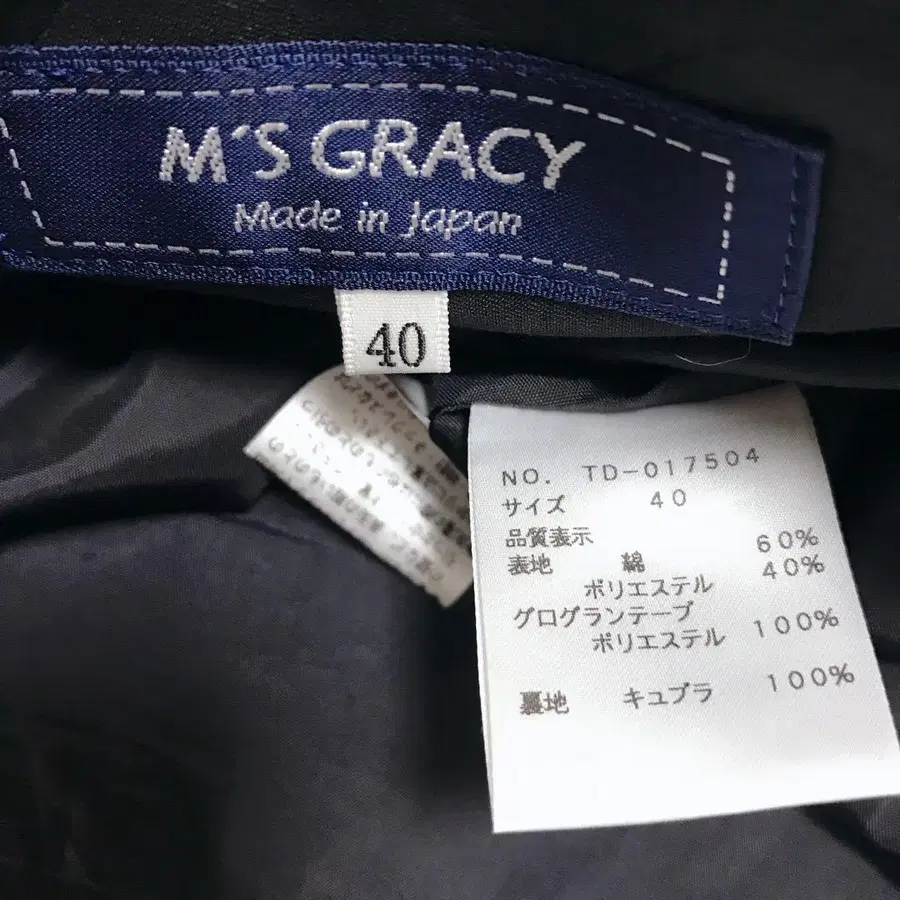 M'S GRACY
Made in Japan
40
NO. TD-017504
サイズ 40
品質表示
表地 綿 60%
ポリエステル 40%
グログランテープ
ポリエステル 100%
裏地 キュプラ 100%